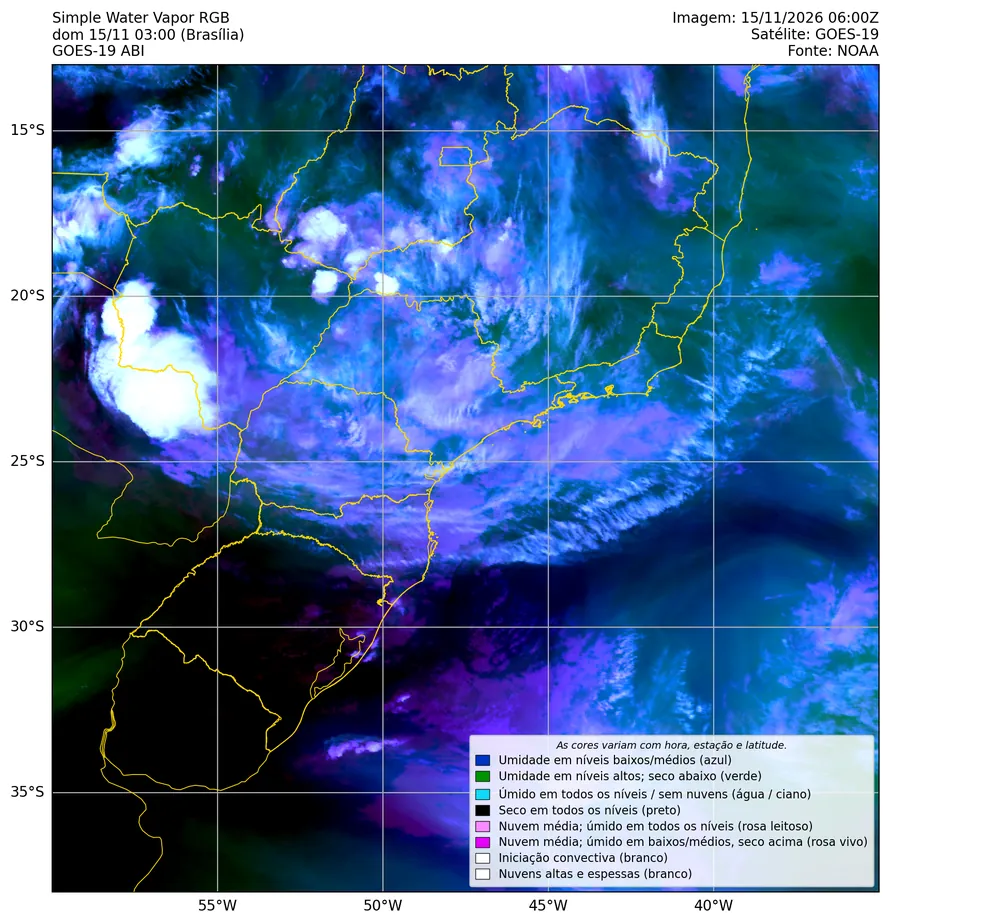 Simple Water Vapor RGB
dom 15/11 03:00 (Brasília)
GOES-19 ABI
Imagem: 15/11/2026 06:00Z
Satélite: GOES-19
Fonte: NOAA
15°S
20°S
25°S
30°S
35°S
As cores variam com hora, estação e latitude.
Umidade em níveis baixos/médios (azul)
Umidade em níveis altos; seco abaixo (verde)
Úmido em todos os níveis / sem nuvens (água / ciano)
Seco em todos os níveis (preto)
Nuvem média; úmido em todos os níveis (rosa leitoso)
Nuvem média; úmido em baixos/médios, seco acima (rosa vivo)
Iniciação convectiva (branco)
Nuvens altas e espessas (branco)
55°W
50°W
45°W
40°W